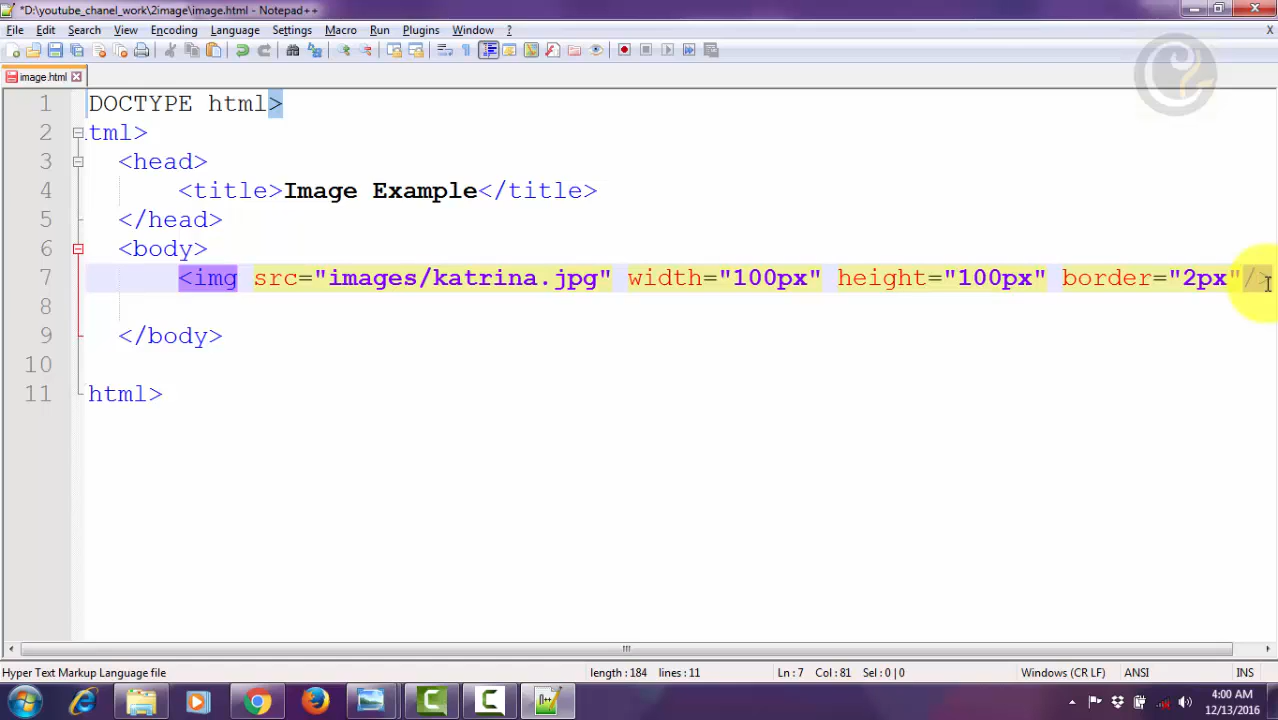 *D:\youtube_chanel_work\2image\image.html - Notepad++
File Edit Search View Encoding Language Settings Macro Run Plugins Window ? X
image.html
1 DOCTYPE html>
2 tml>
3 <head>
4 <title>Image Example</title>
5 </head>
6 <body>
7 <img src="images/katrina.jpg" width="100px" height="100px" border="2px"/>
8
9 </body>
10
11 html>
Hyper Text Markup Language file length : 184 lines : 11 Ln : 7 Col : 81 Sel : 0 | 0 Windows (CR LF) ANSI INS
4:00 AM
12/13/2016